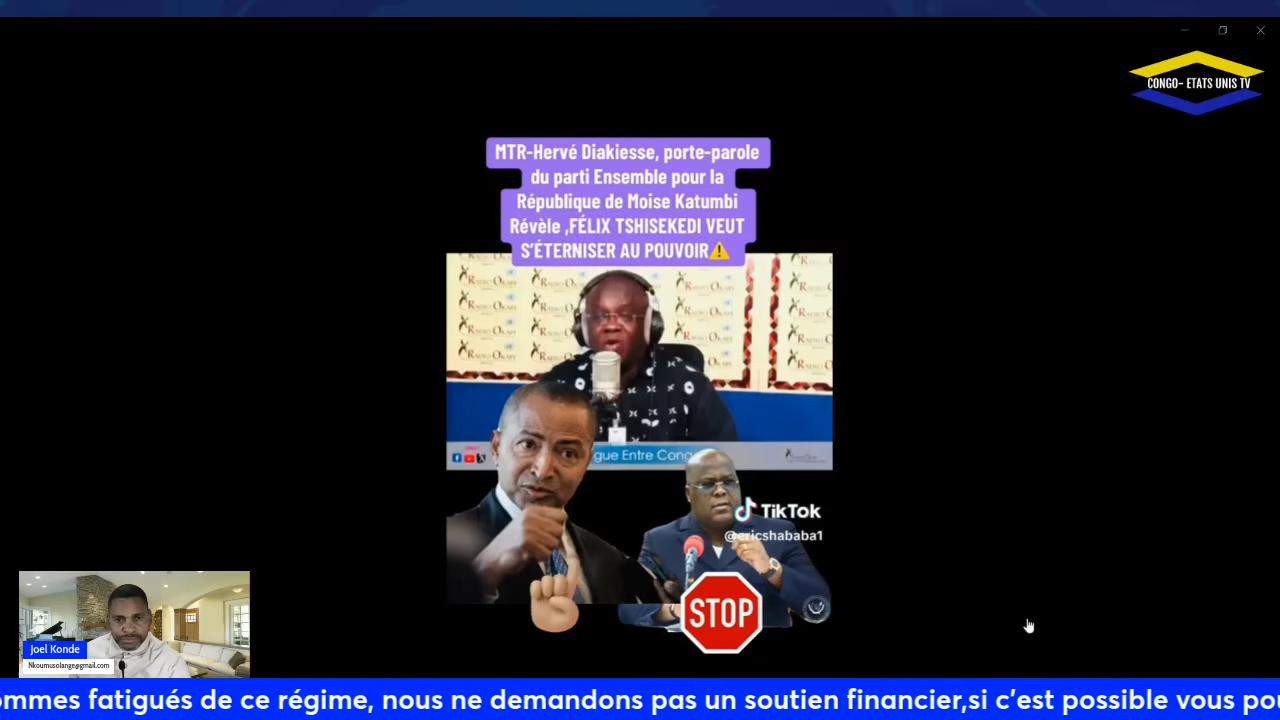 CONGO- ETATS UNIS TV
MTR-Hervé Diakiesse, porte-parole
du parti Ensemble pour la
République de Moise Katumbi
Révèle ,FÉLIX TSHISEKEDI VEUT
S'ÉTERNISER AU POUVOIR⚠️
RADIO OKAPI
gue Entre Cong
TikTok
@ericshababa1
STOP
Joel Konde
Nkoumusolange@gmail.com
ommes fatigués de ce régime, nous ne demandons pas un soutien financier,si c'est possible vous pou